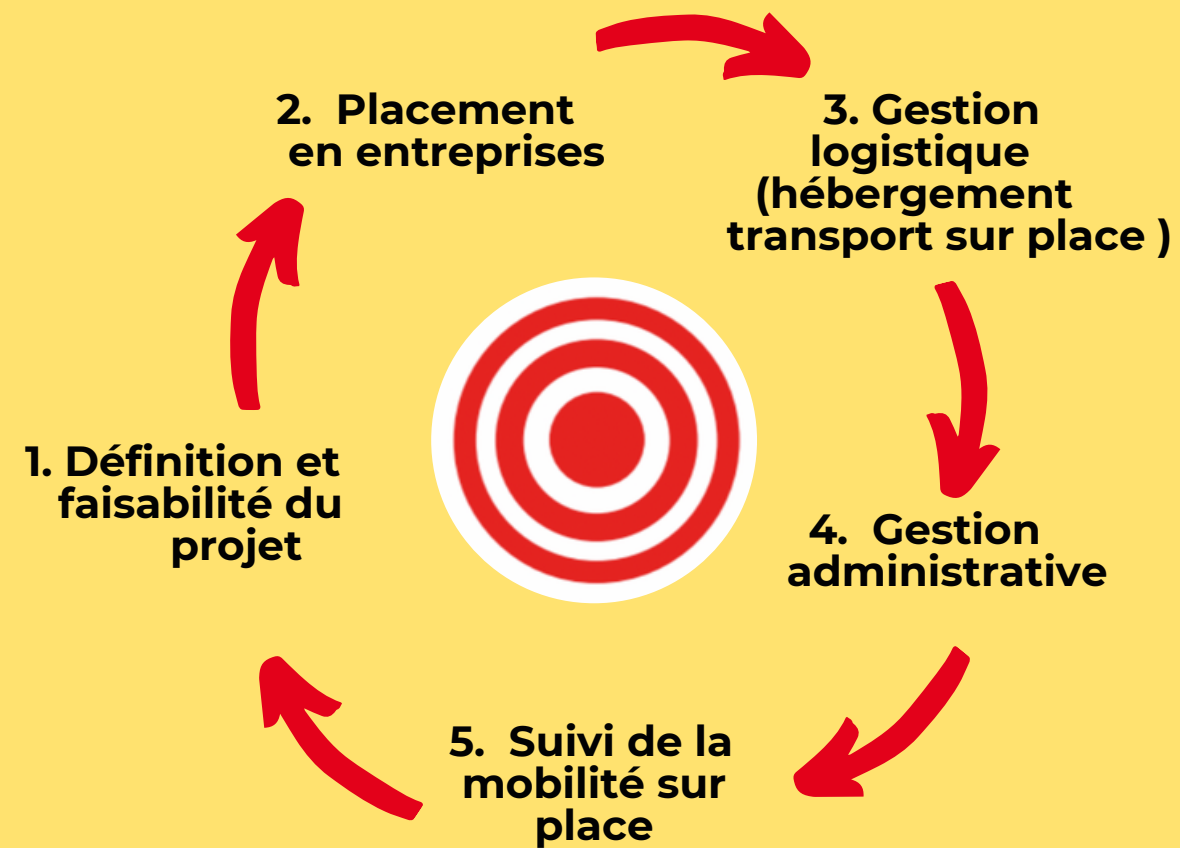 1. Définition et
faisabilité du
projet
2. Placement
en entreprises
3. Gestion
logistique
(hébergement
transport sur place )
4. Gestion
administrative
5. Suivi de la
mobilité sur
place